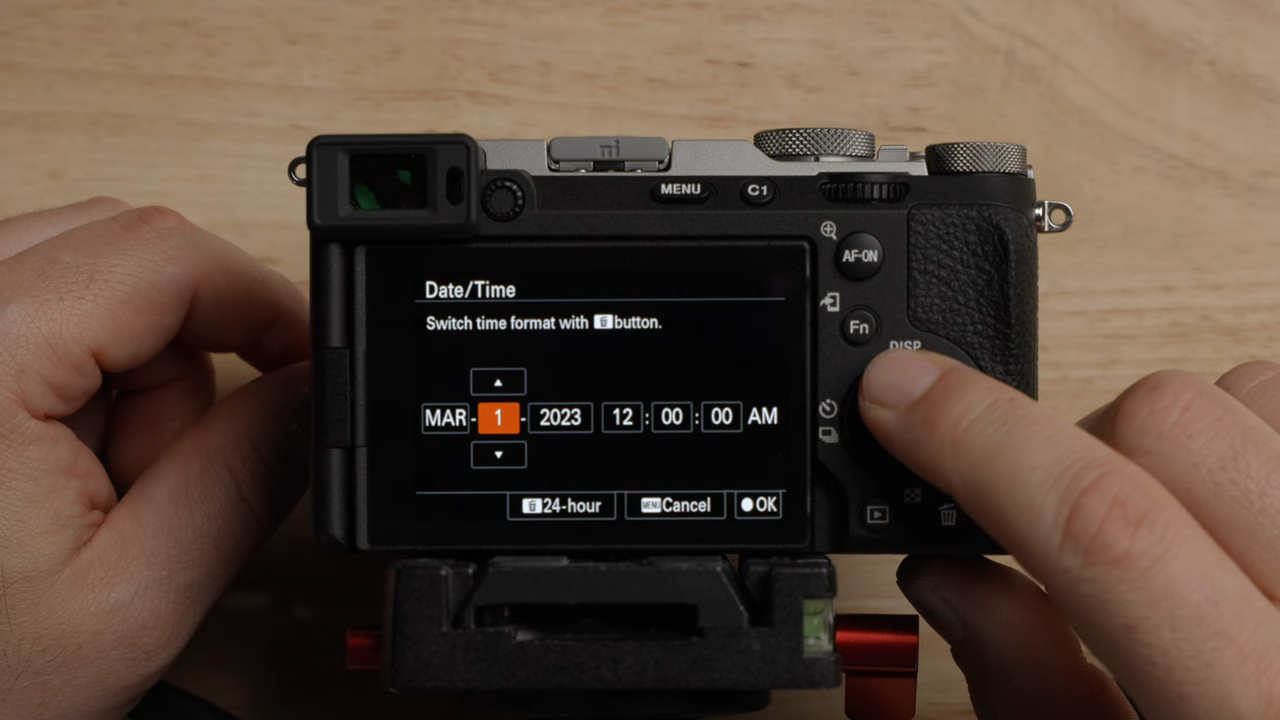 MENU
C1
AF-ON
Date/Time
Switch time format with button.
Fn
DISP
MAR - 1 - 2023 12 : 00 : 00 AM
24-hour MENU Cancel OK